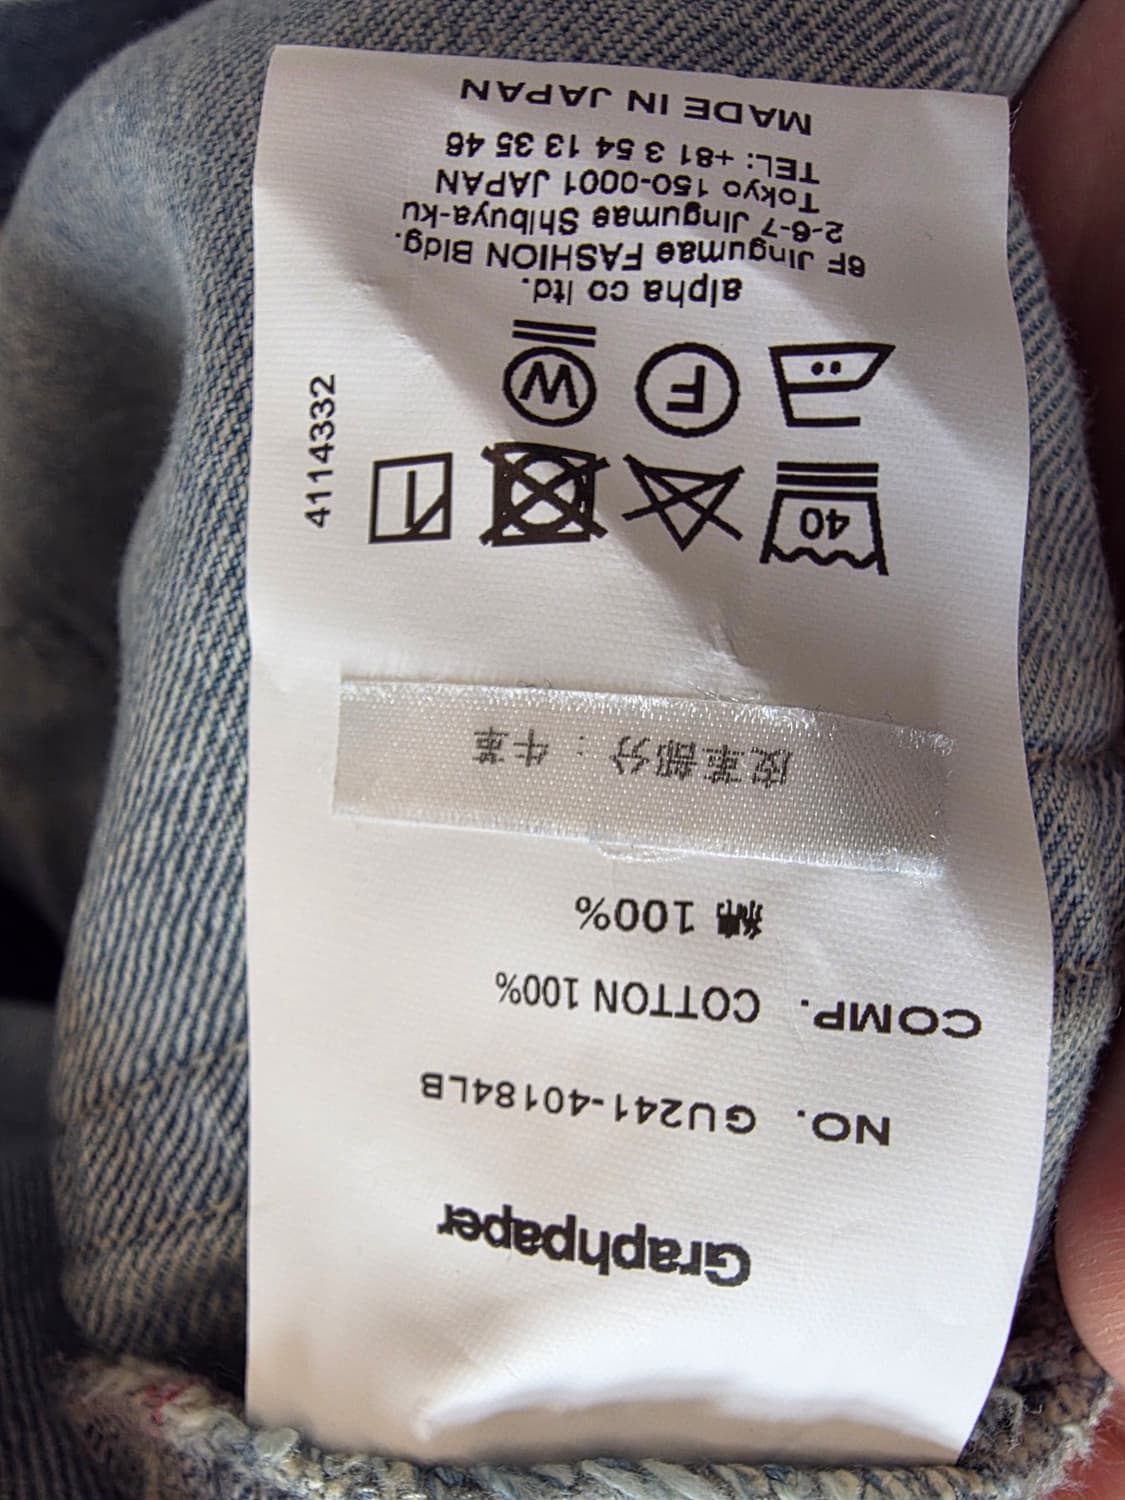 Graphpaper
NO. GU241-40184LB
COMP. COTTON 100%
綿 100%
皮革部分：牛革
40
F
W
4114332
alpha co ltd.
6F Jingumae FASHION Bldg.
2-6-7 Jingumae Shibuya-ku
Tokyo 150-0001 JAPAN
TEL: +81 3 54 13 35 46
MADE IN JAPAN